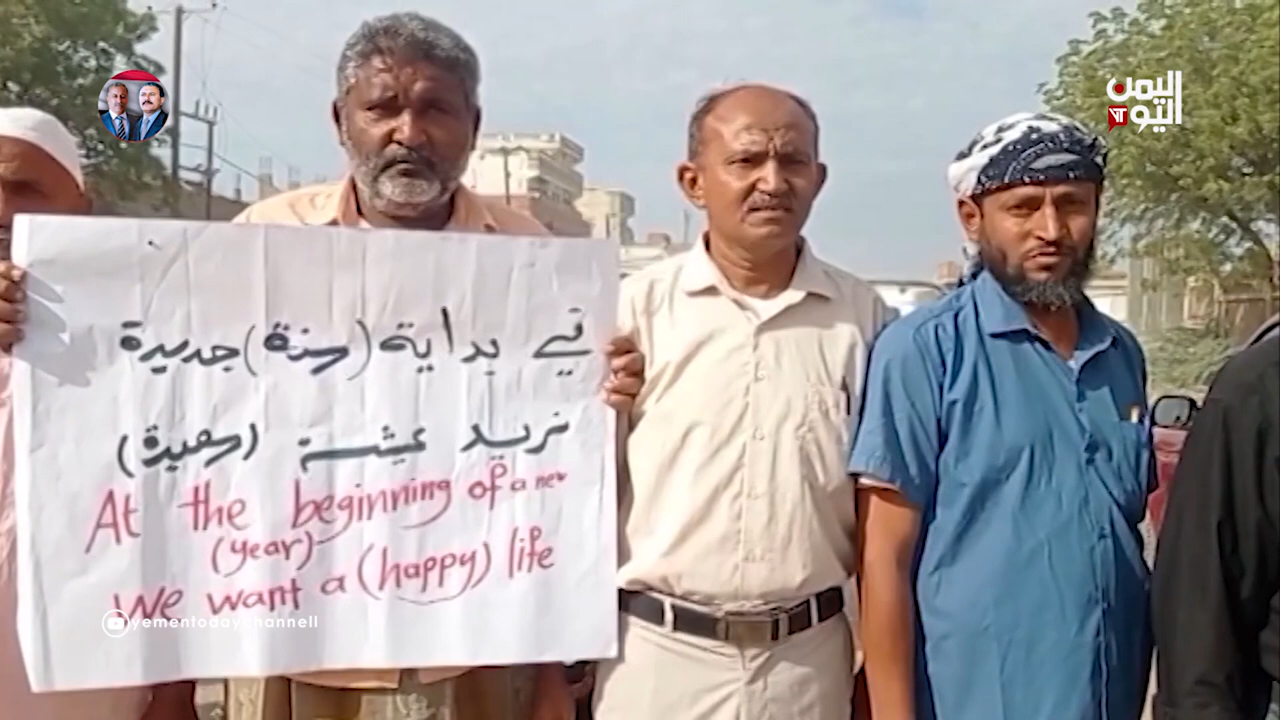 اليمن
اليوم
في بداية (سنة) جديدة
نريد عيشة (سعيدة)
At the beginning of a new
(year)
We want a (happy) life
yementodaychannell